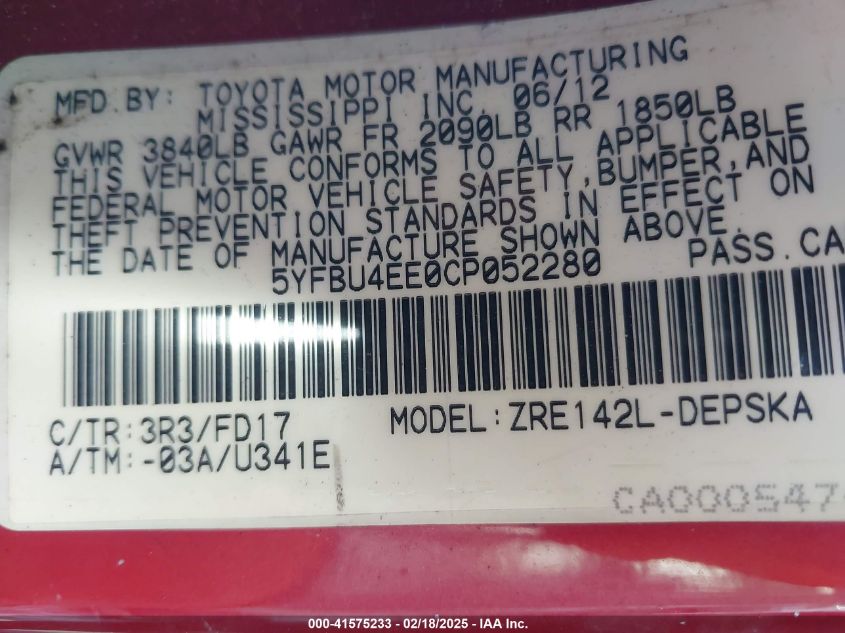 MFD.BY: TOYOTA MOTOR MANUFACTURING
MISSISSIPPI INC. 06/12
GVWR 3840LB GAWR FR 2090LB RR 1850LB
THIS VEHICLE CONFORMS TO ALL APPLICABLE
FEDERAL MOTOR VEHICLE SAFETY, BUMPER, AND
THEFT PREVENTION STANDARDS IN EFFECT ON
THE DATE OF MANUFACTURE SHOWN ABOVE.
5YFBU4EE0CP052280 PASS.CA
C/TR:3R3/FD17 MODEL:ZRE142L-DEPSKA
A/TM:-03A/U341E
CA000547
000-41575233 - 02/18/2025 - IAA Inc.